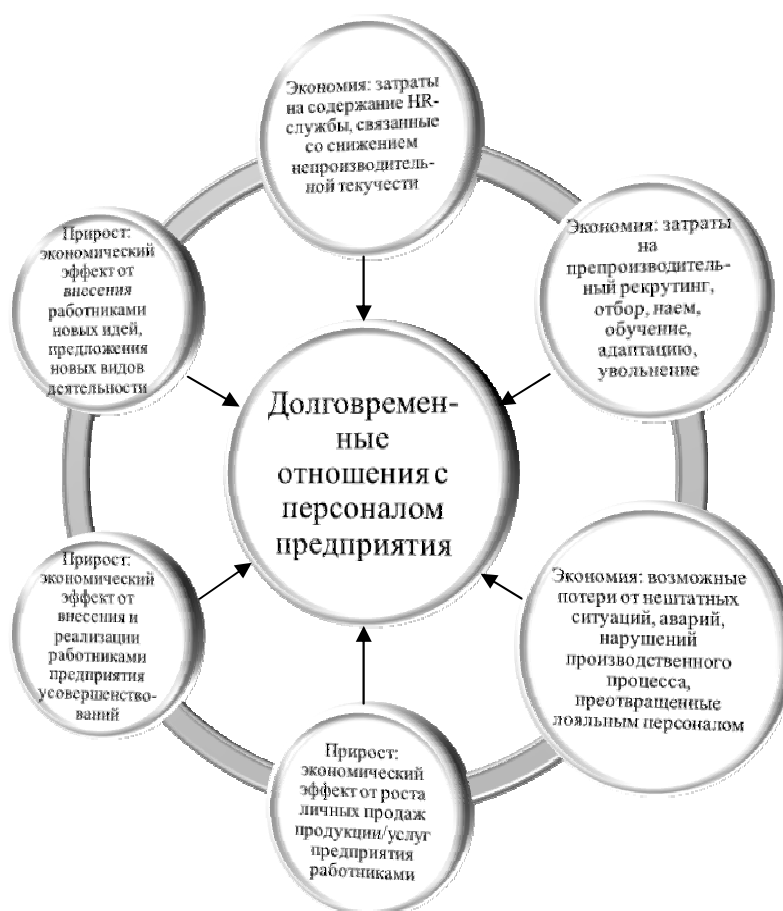 Экономия: затраты
на содержание HR-
службы, связанные
со снижением
непроизводитель-
ной текучести
Экономия: затраты
на
препроизводитель-
ный рекрутинг,
отбор, наем,
обучение,
адаптацию,
увольнение
Экономия: возможные
потери от нештатных
ситуаций, аварий,
нарушений
производственного
процесса,
преотвращенные
лояльным персоналом
Прирост:
экономический
эффект от роста
личных продаж
продукции/услуг
предприятия
работниками
Прирост:
экономический
эффект от
внесения и
реализации
работниками
предприятия
усовершенство-
ваний
Прирост:
экономический
эффект от
внесения
работниками
новых идей,
предложения
новых видов
деятельности
Долговремен-
ные
отношения с
персоналом
предприятия